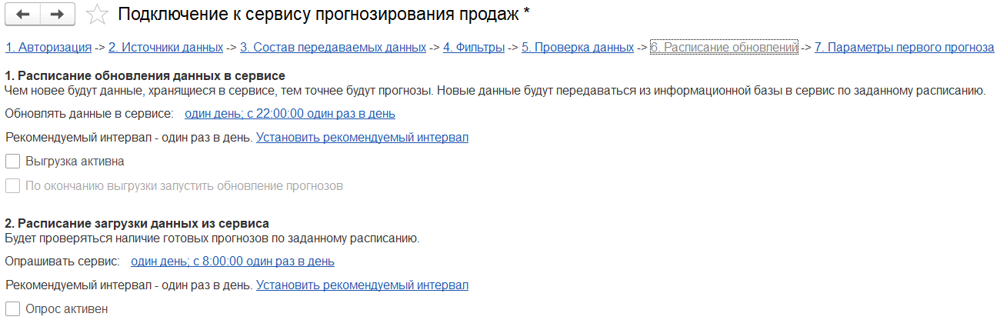 Подключение к сервису прогнозирования продаж *
1. Авторизация -> 2. Источники данных -> 3. Состав передаваемых данных -> 4. Фильтры -> 5. Проверка данных -> 6. Расписание обновлений -> 7. Параметры первого прогноза
1. Расписание обновления данных в сервисе
Чем новее будут данные, хранящиеся в сервисе, тем точнее будут прогнозы. Новые данные будут передаваться из информационной базы в сервис по заданному расписанию.
Обновлять данные в сервисе: один день; с 22:00:00 один раз в день
Рекомендуемый интервал - один раз в день. Установить рекомендуемый интервал
Выгрузка активна
По окончанию выгрузки запустить обновление прогнозов
2. Расписание загрузки данных из сервиса
Будет проверяться наличие готовых прогнозов по заданному расписанию.
Опрашивать сервис: один день; с 8:00:00 один раз в день
Рекомендуемый интервал - один раз в день. Установить рекомендуемый интервал
Опрос активен